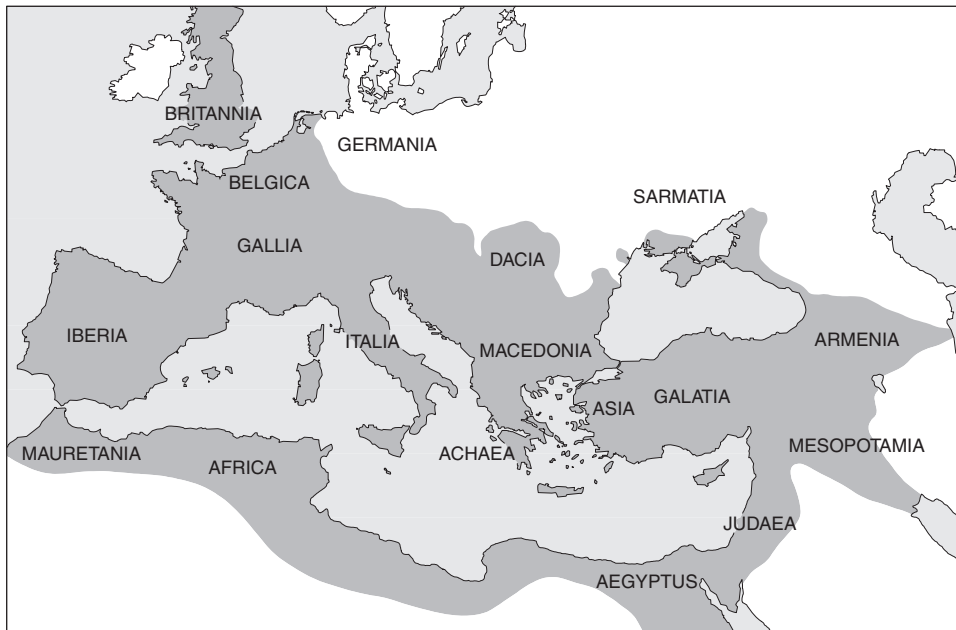 BRITANNIA
GERMANIA
BELGICA
SARMATIA
GALLIA
DACIA
IBERIA
ITALIA
MACEDONIA
ARMENIA
ASIA
GALATIA
MAURETANIA
AFRICA
ACHAEA
MESOPOTAMIA
JUDAEA
AEGYPTUS